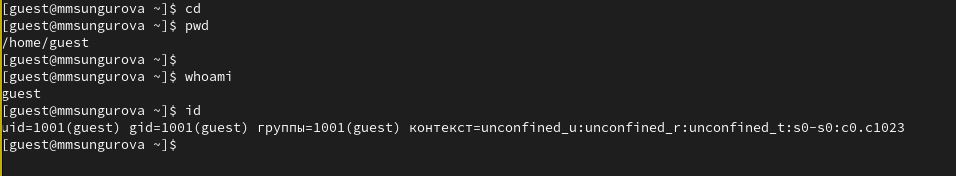 [guest@mmsungurova ~]$ cd
[guest@mmsungurova ~]$ pwd
/home/guest
[guest@mmsungurova ~]$
[guest@mmsungurova ~]$ whoami
guest
[guest@mmsungurova ~]$ id
uid=1001(guest) gid=1001(guest) группы=1001(guest) контекст=unconfined_u:unconfined_r:unconfined_t:s0-s0:c0.c1023
[guest@mmsungurova ~]$